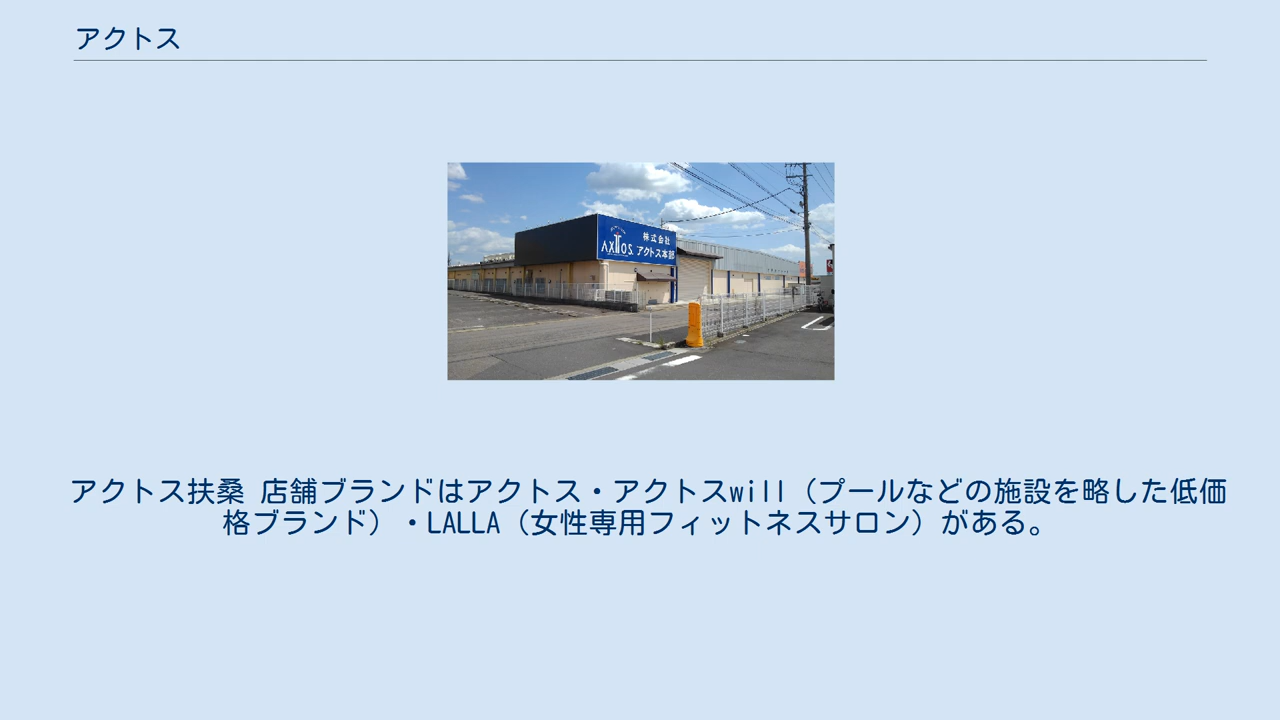 アクトス
株式会社
AXTOS. アクトス本部
アクトス扶桑 店舗ブランドはアクトス・アクトスwill（プールなどの施設を略した低価
格ブランド）・LALLA（女性専用フィットネスサロン）がある。